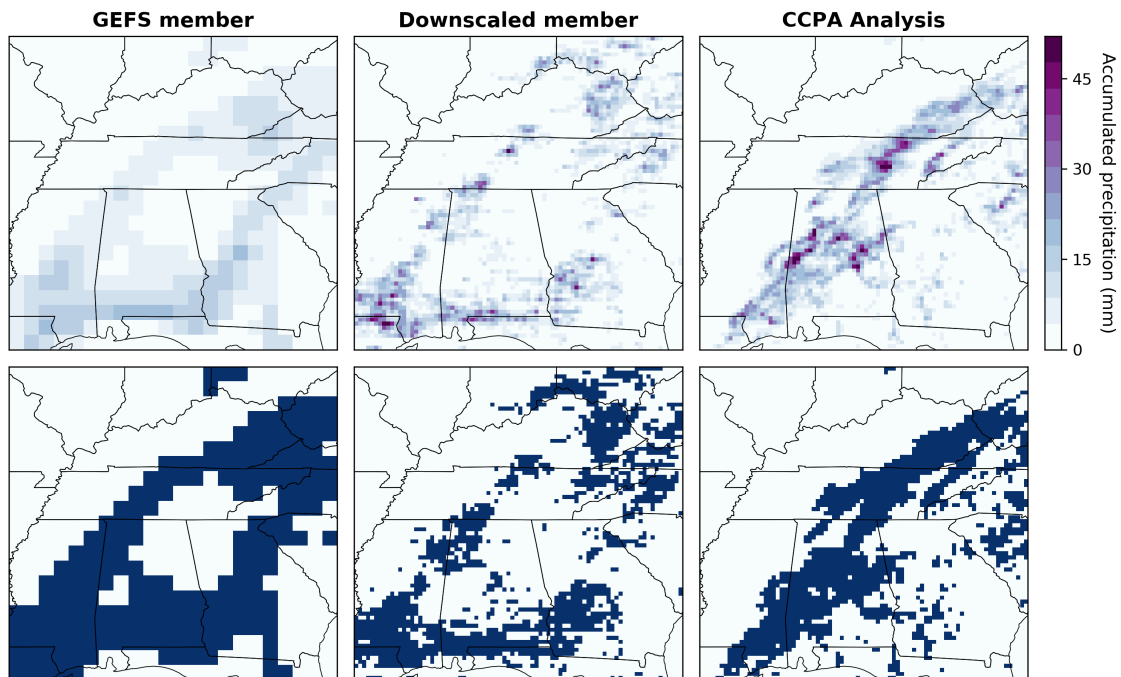 GEFS member
Downscaled member
CCPA Analysis
45
30
15
0
Accumulated precipitation (mm)